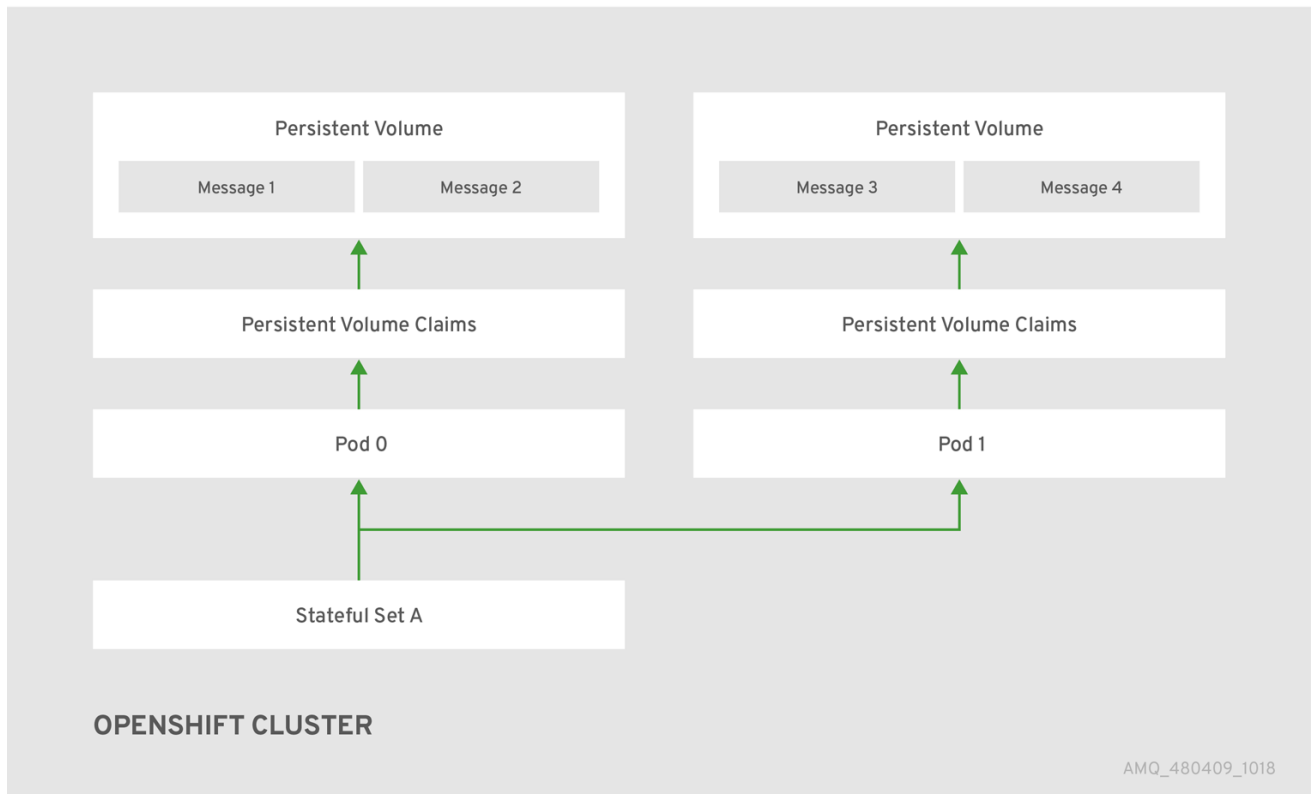 Persistent Volume
Message 1
Message 2
Persistent Volume Claims
Pod 0
Persistent Volume
Message 3
Message 4
Persistent Volume Claims
Pod 1
Stateful Set A
OPENSHIFT CLUSTER
AMQ_480409_1018